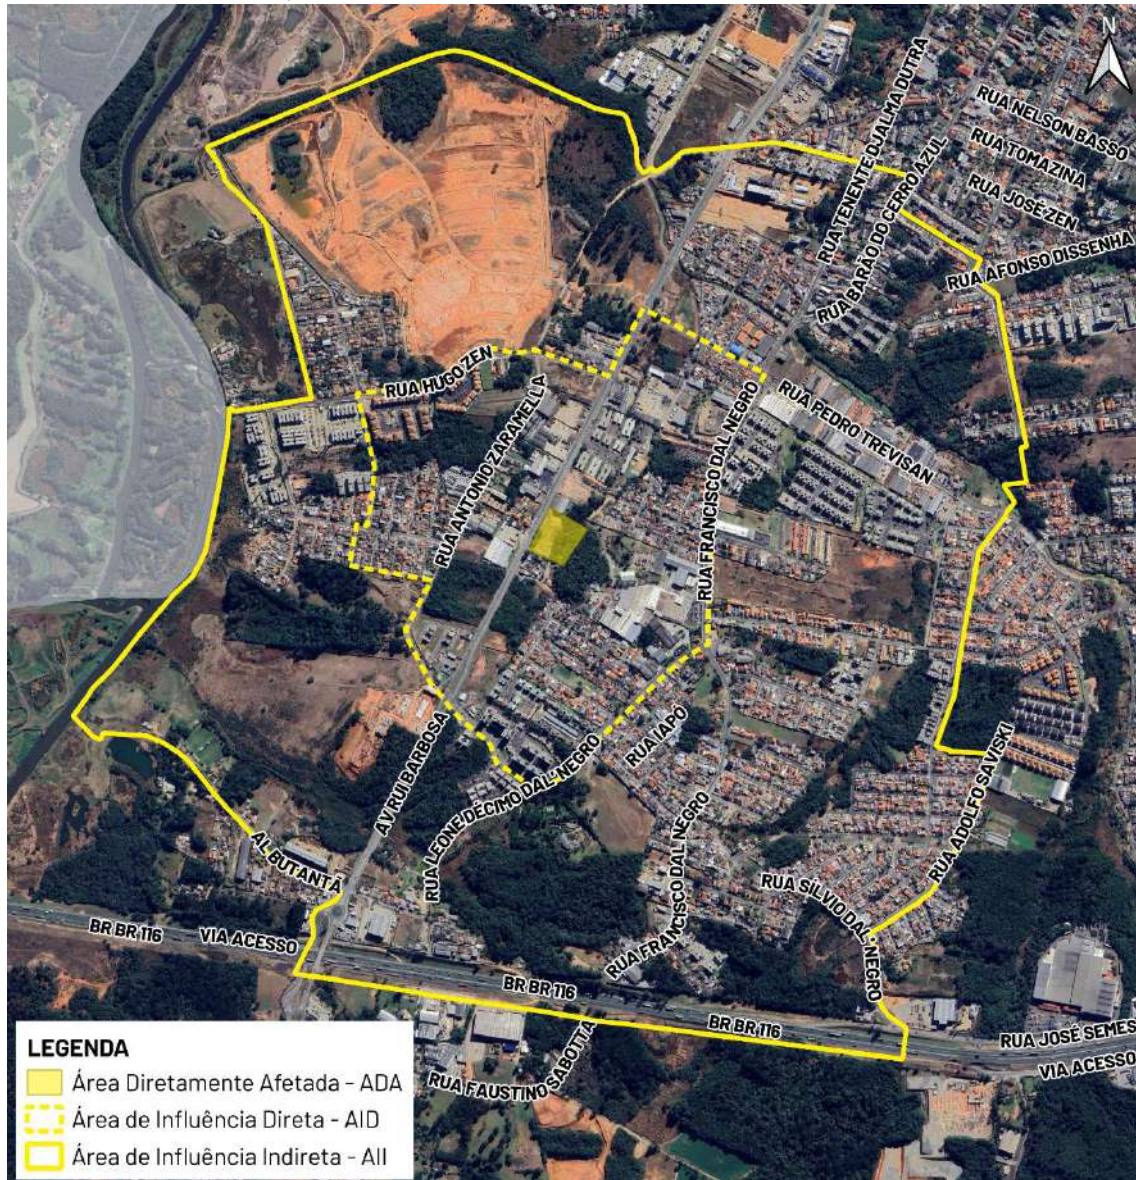 N
RUA NELSON BASSO
RUA TOMAZINA
RUA JOSÉ ZEN
RUA AFONSO DISSENHA
RUA TENENTE DJALMA DUTRA
RUA BARÃO DO CERRO AZUL
RUA HUGO ZEN
RUA ANTONIO ZARAMELLA
RUA FRANCISCO DAL NEGRO
RUA PEDRO TREVISAN
AV RUI BARBOSA
RUA IAPÓ
RUA LEONE DÉCIMO DAL' NEGRO
RUA FRANCISCO DAL NEGRO
RUA ADOLFO SAVISKI
RUA SÍLVIO DAL' NEGRO
AL BUTANTÃ
BR BR 116
VIA ACESSO
BR BR 116
BR BR 116
RUA JOSÉ SEMES
VIA ACESSO
RUA FAUSTINO SABOTTA
LEGENDA
Área Diretamente Afetada - ADA
Área de Influência Direta - AID
Área de Influência Indireta - AII